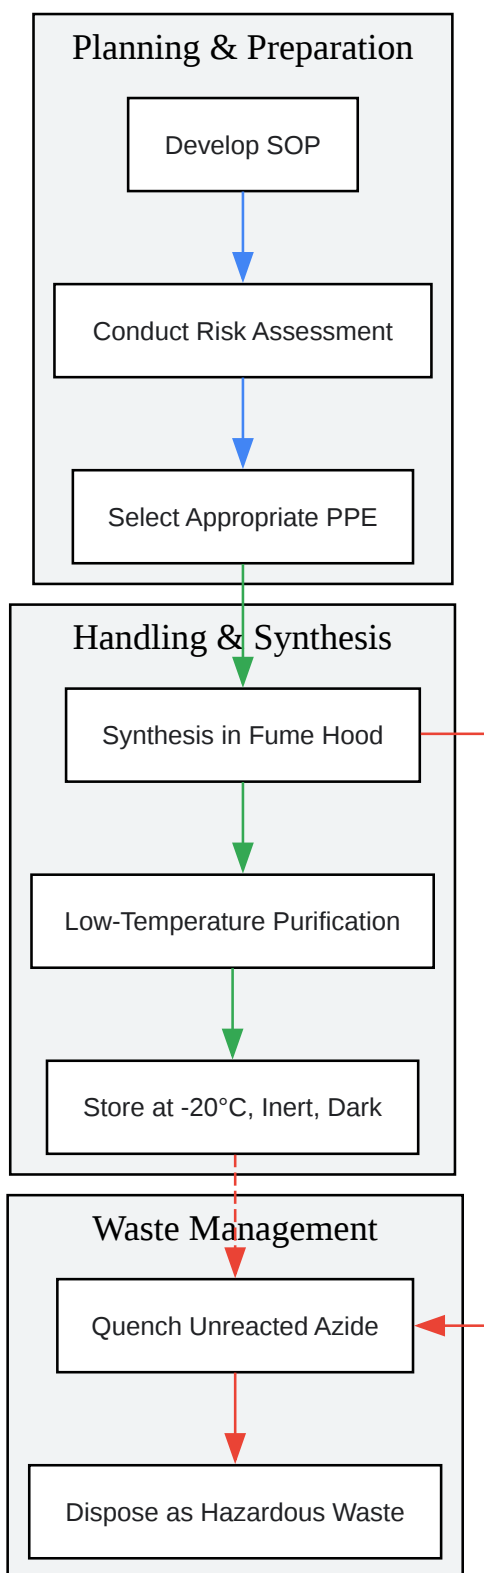 Planning & Preparation
Develop SOP
Conduct Risk Assessment
Select Appropriate PPE
Handling & Synthesis
Synthesis in Fume Hood
Low-Temperature Purification
Store at -20°C, Inert, Dark
Waste Management
Quench Unreacted Azide
Dispose as Hazardous Waste